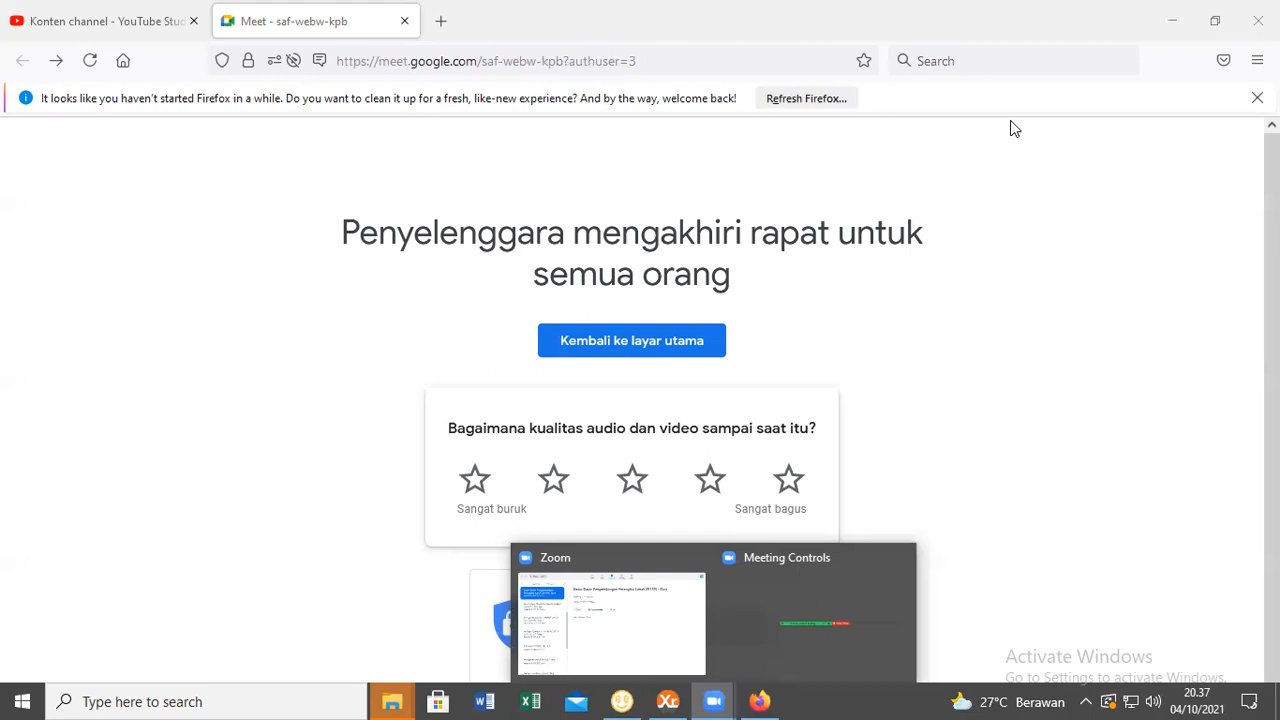 Konten channel - YouTube Stud
Meet - saf-webw-kpb
https://meet.google.com/saf-webw-kpb?authuser=3
Search
It looks like you haven't started Firefox in a while. Do you want to clean it up for a fresh, like-new experience? And by the way, welcome back!
Refresh Firefox...
Penyelenggara mengakhiri rapat untuk
semua orang
Kembali ke layar utama
Bagaimana kualitas audio dan video sampai saat itu?
Sangat buruk
Sangat bagus
Zoom
Meeting Controls
Activate Windows
Go to Settings to activate Windows.
Type here to search
27°C Berawan
20.37
04/10/2021